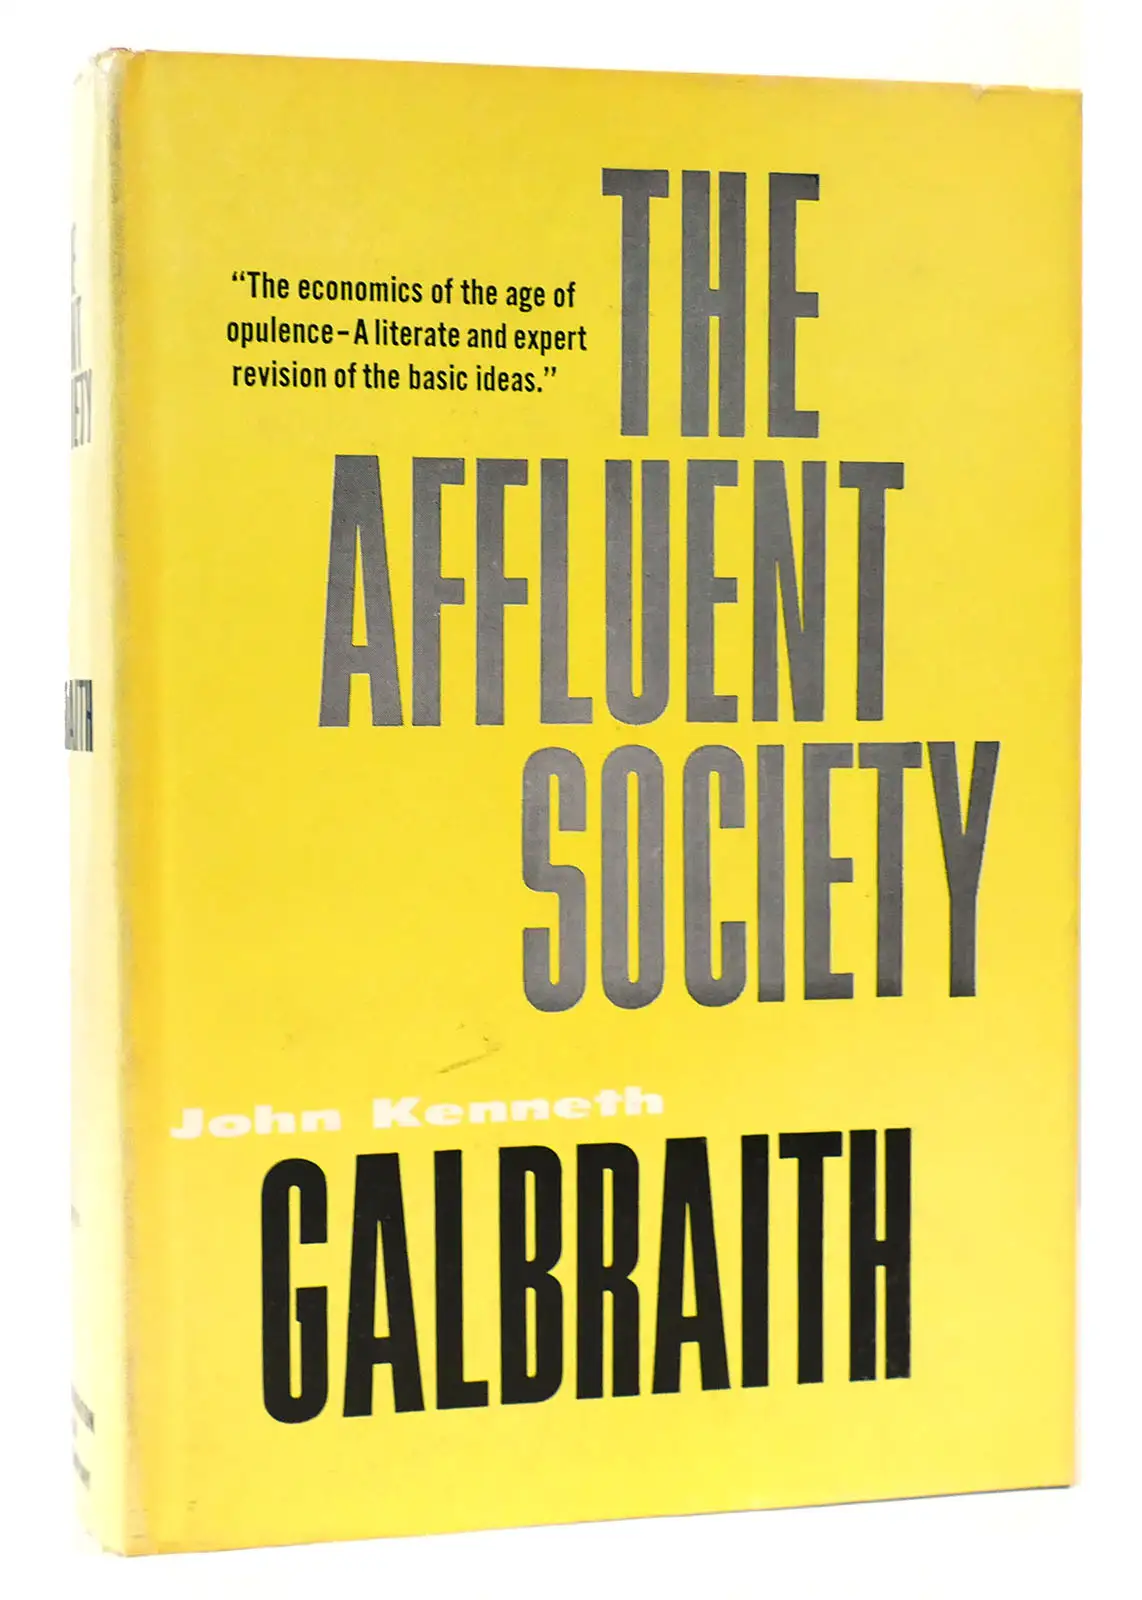 “The economics of the age of
opulence–A literate and expert
revision of the basic ideas.”
THE
AFFLUENT
SOCIETY
John Kenneth
GALBRAITH